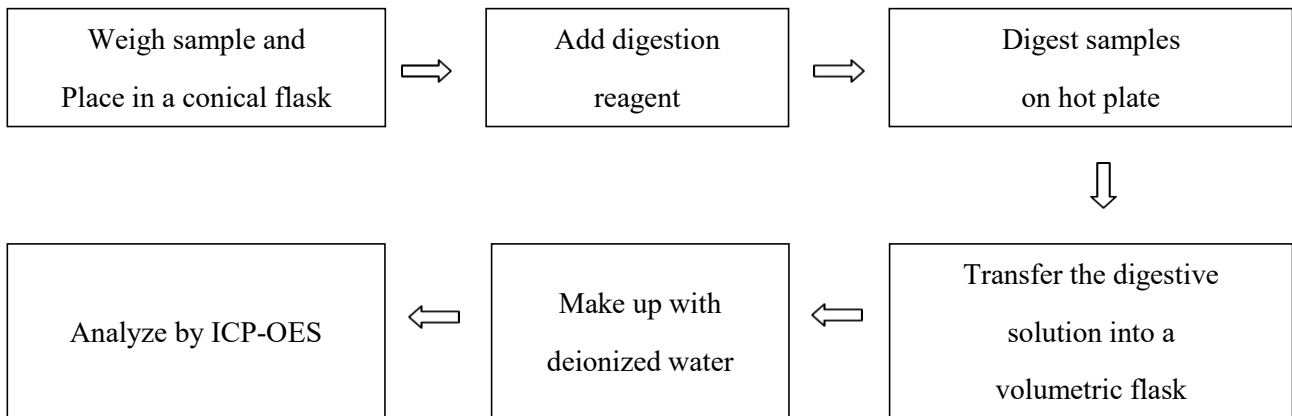 Weigh sample and
Place in a conical flask
Add digestion
reagent
Digest samples
on hot plate
Transfer the digestive
solution into a
volumetric flask
Make up with
deionized water
Analyze by ICP-OES